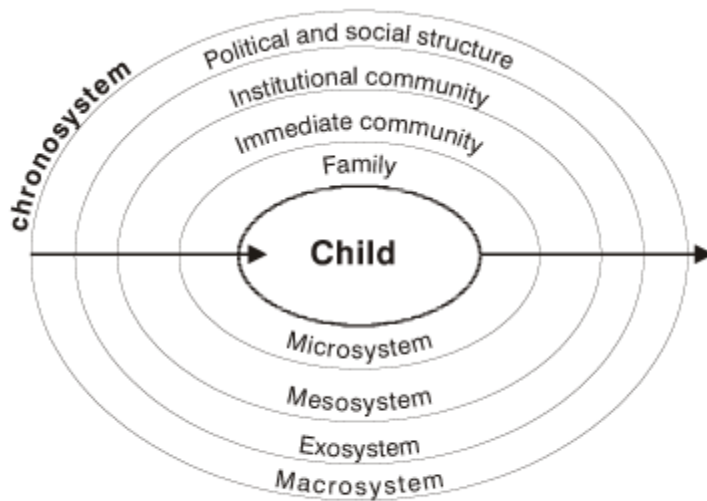 Political and social structure
Institutional community
Immediate community
Family
chronosystem
Child
Microsystem
Mesosystem
Exosystem
Macrosystem